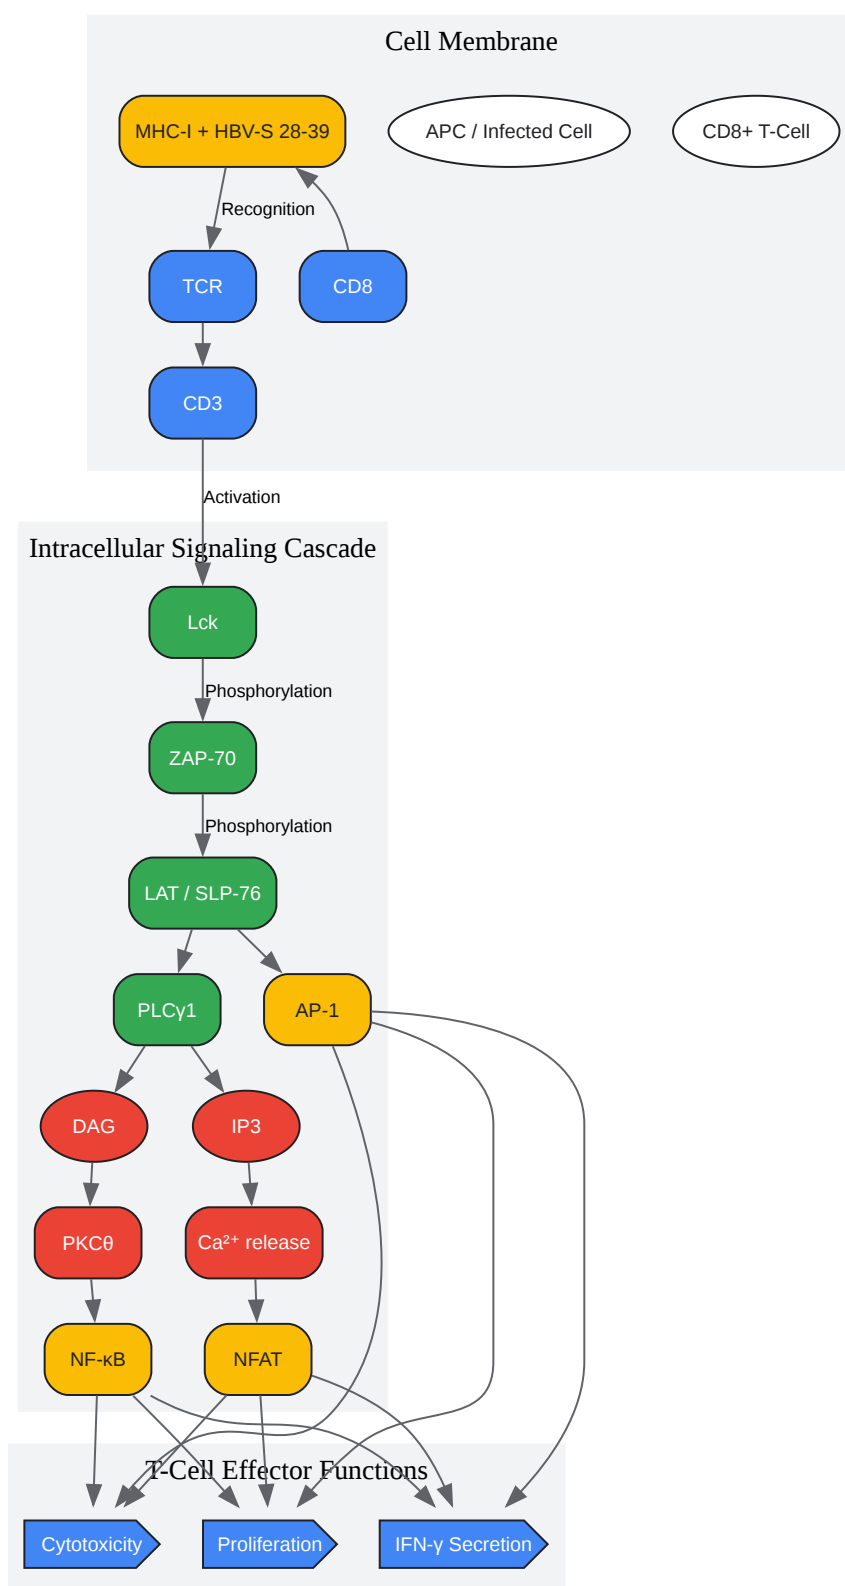 Cell Membrane
MHC-I + HBV-S 28-39
APC / Infected Cell
CD8+ T-Cell
Recognition
TCR
CD8
CD3
Activation
Intracellular Signaling Cascade
Lck
Phosphorylation
ZAP-70
Phosphorylation
LAT / SLP-76
PLCγ1
AP-1
DAG
IP3
PKCθ
Ca²⁺ release
NF-κB
NFAT
T-Cell Effector Functions
Cytotoxicity
Proliferation
IFN-γ Secretion